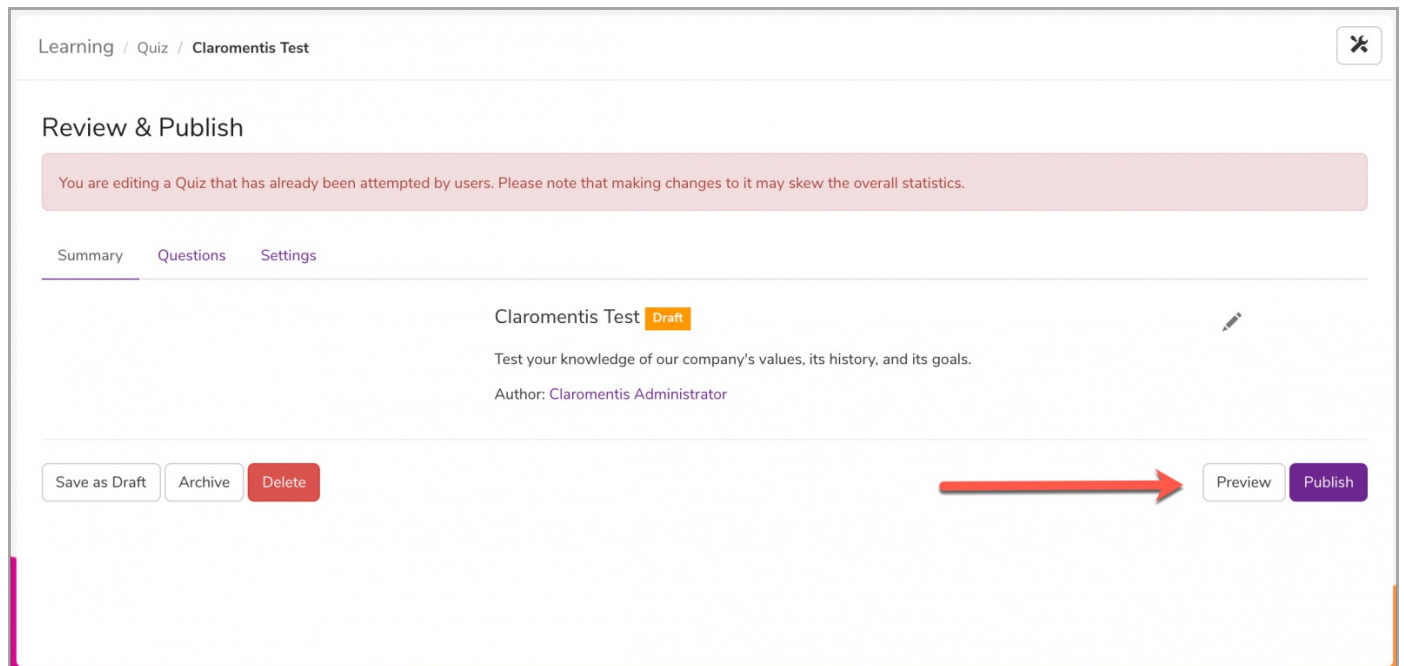 Learning / Quiz / Claromentis Test
Review & Publish
You are editing a Quiz that has already been attempted by users. Please note that making changes to it may skew the overall statistics.
Summary Questions Settings
Claromentis Test Draft
Test your knowledge of our company's values, its history, and its goals.
Author: Claromentis Administrator
Save as Draft Archive Delete Preview Publish